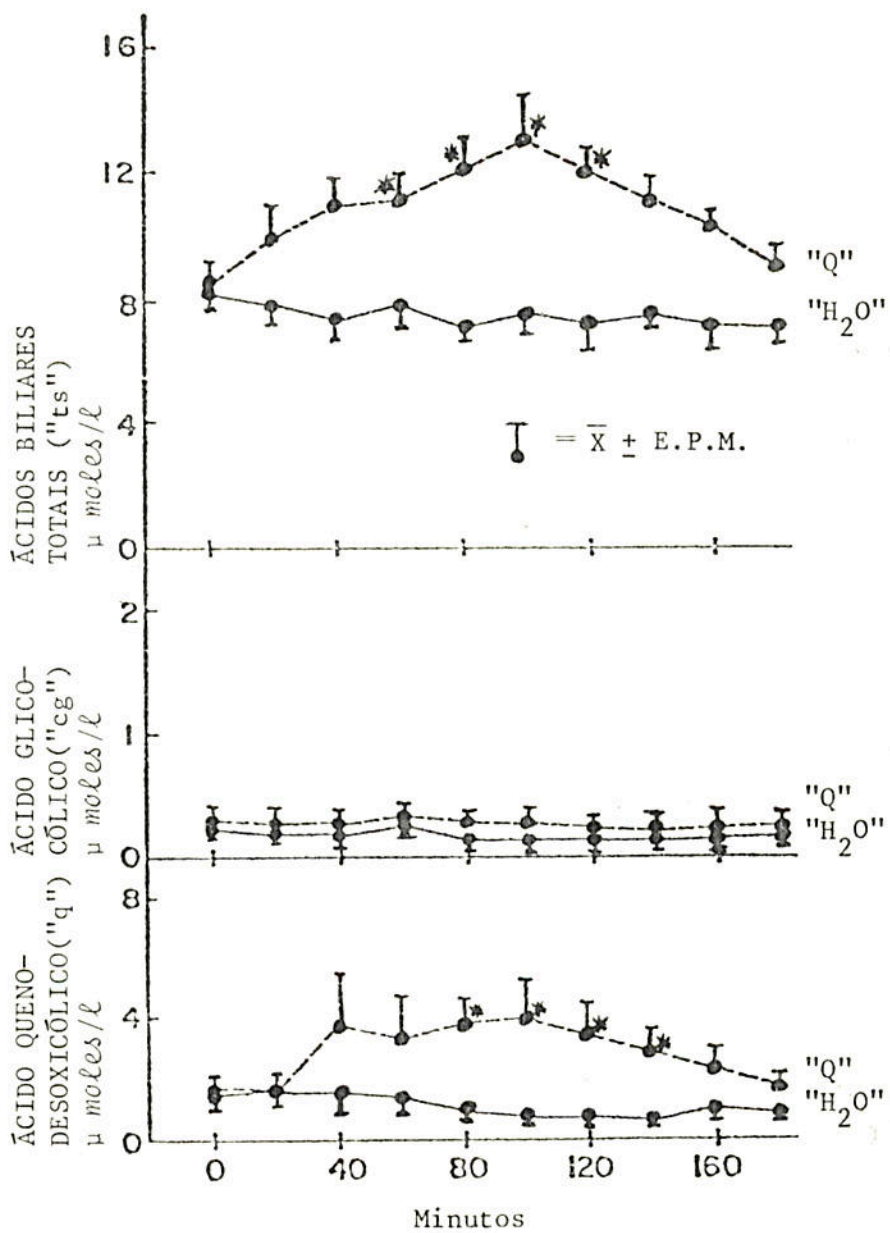 16
12
8
4
0
ÁCIDOS BILIARES
TOTAIS ("ts")
μ moles/ℓ
*
*
*
*
"Q"
"H2O"
= X̅ ± E.P.M.
2
1
0
ÁCIDO GLICO-
CÓLICO("cg")
μ moles/ℓ
"Q"
"H2O"
8
4
0
ÁCIDO QUENO-
DESOXICÓLICO("q")
μ moles/ℓ
*
*
*
*
"Q"
"H2O"
0 40 80 120 160
Minutos